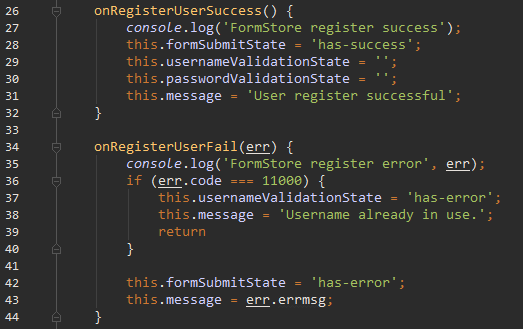 26 onRegisterUserSuccess() {
27 console.log('FormStore register success');
28 this.formSubmitState = 'has-success';
29 this.usernameValidationState = '';
30 this.passwordValidationState = '';
31 this.message = 'User register successful';
32 }
33
34 onRegisterUserFail(err) {
35 console.log('FormStore register error', err);
36 if (err.code === 11000) {
37 this.usernameValidationState = 'has-error';
38 this.message = 'Username already in use.';
39 return
40 }
41
42 this.formSubmitState = 'has-error';
43 this.message = err.errmsg;
44 }